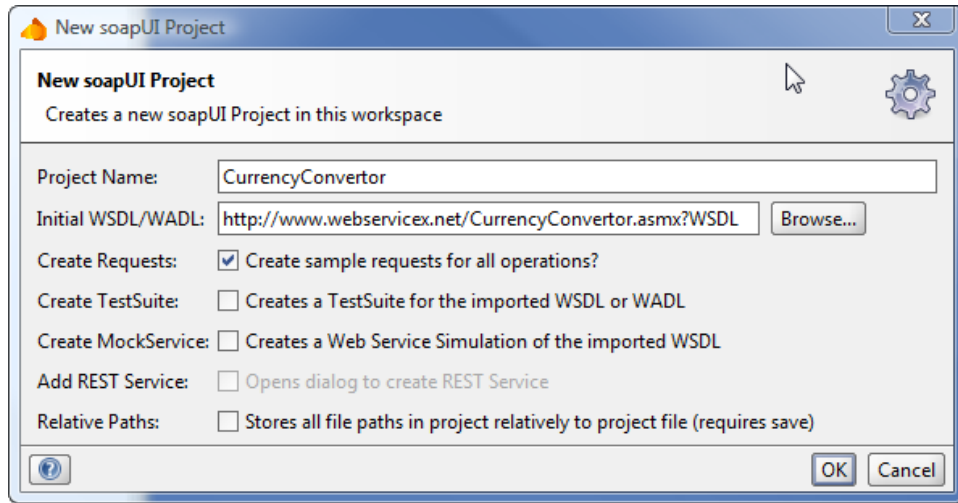 New soapUI Project
New soapUI Project
Creates a new soapUI Project in this workspace
Project Name: CurrencyConvertor
Initial WSDL/WADL: http://www.webservicex.net/CurrencyConvertor.asmx?WSDL Browse...
Create Requests: Create sample requests for all operations?
Create TestSuite: Creates a TestSuite for the imported WSDL or WADL
Create MockService: Creates a Web Service Simulation of the imported WSDL
Add REST Service: Opens dialog to create REST Service
Relative Paths: Stores all file paths in project relatively to project file (requires save)
? OK Cancel